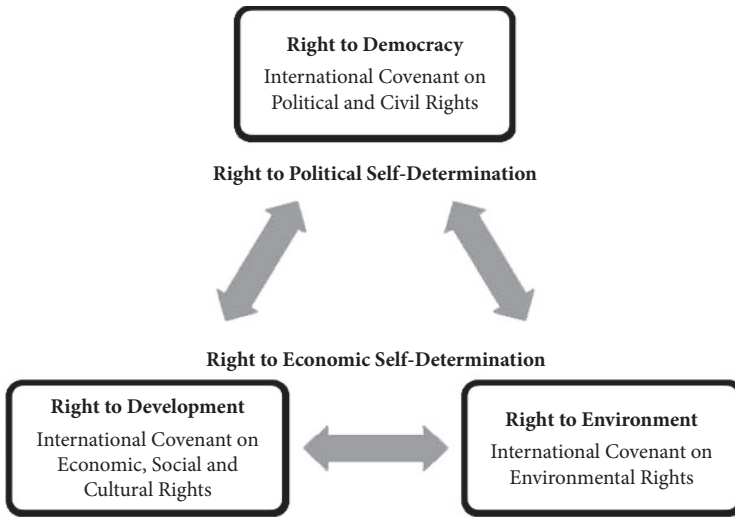 Right to Democracy
International Covenant on
Political and Civil Rights
Right to Political Self-Determination
Right to Economic Self-Determination
Right to Development
International Covenant on
Economic, Social and
Cultural Rights
Right to Environment
International Covenant on
Environmental Rights